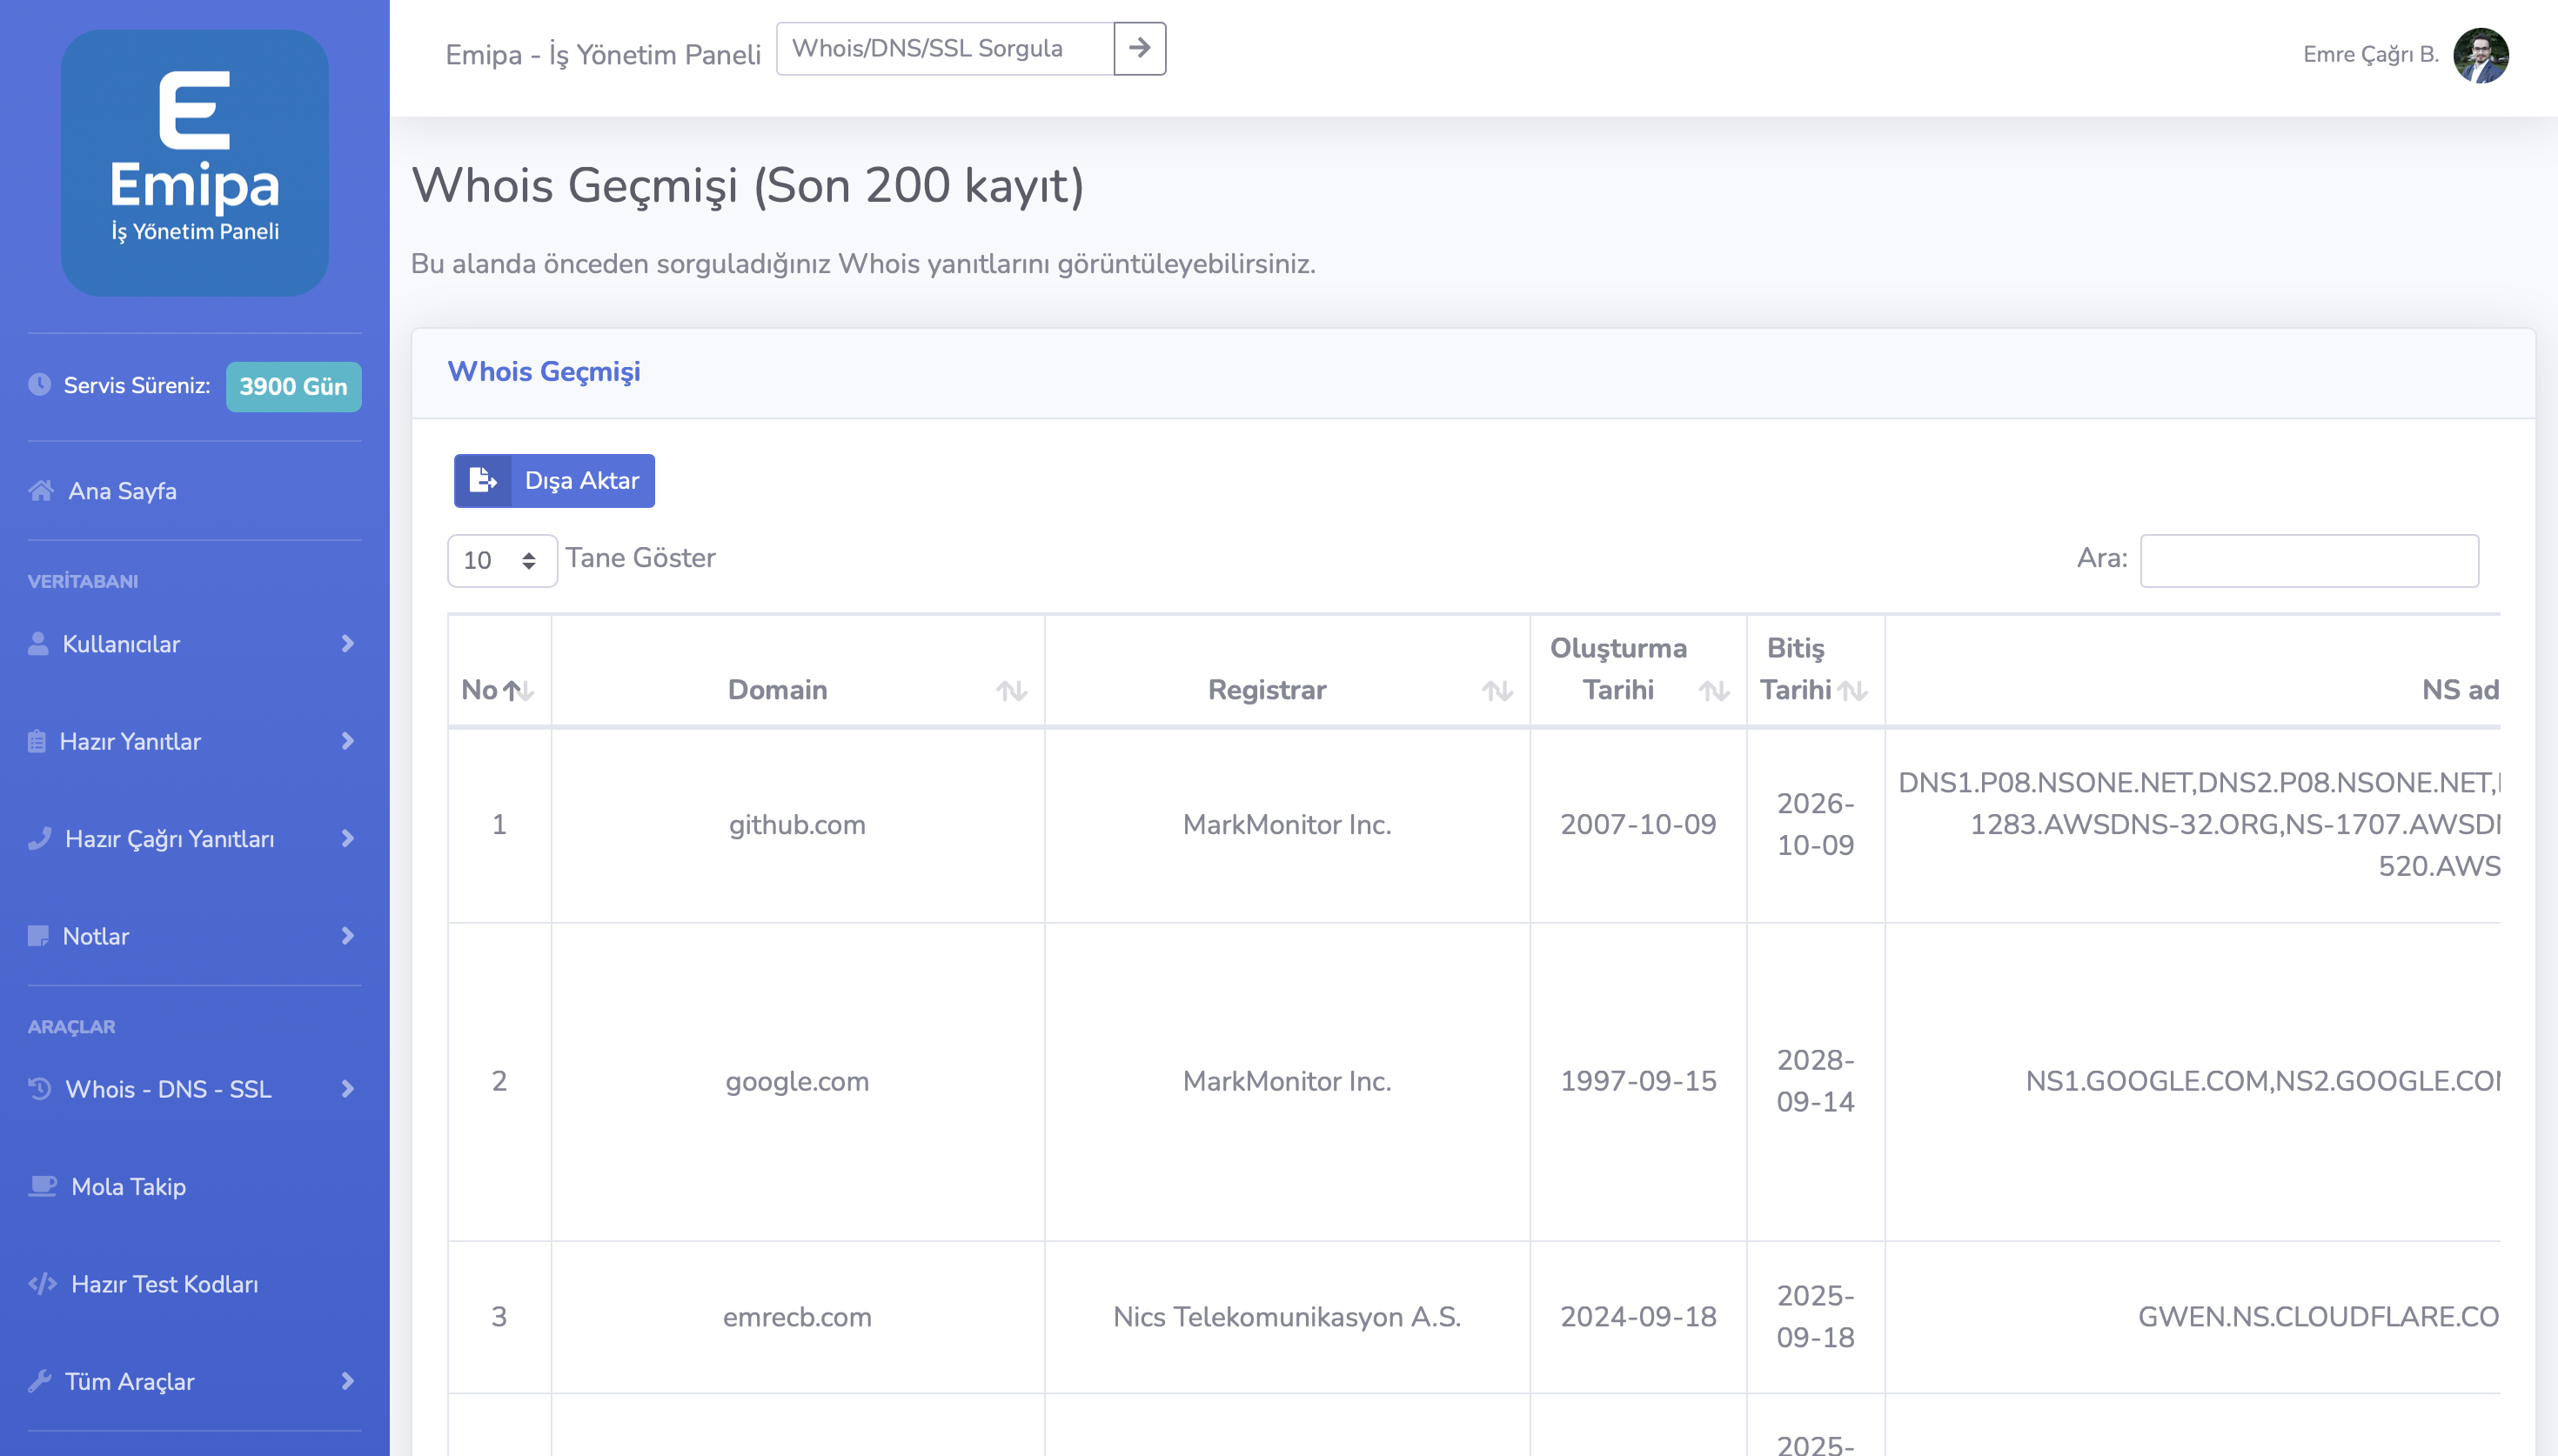 Emipa
İş Yönetim Paneli
Servis Süreniz: 3900 Gün
Ana Sayfa
VERİTABANI
Kullanıcılar
Hazır Yanıtlar
Hazır Çağrı Yanıtları
Notlar
ARAÇLAR
Whois - DNS - SSL
Mola Takip
Hazır Test Kodları
Tüm Araçlar
Emipa - İş Yönetim Paneli
Whois/DNS/SSL Sorgula
Emre Çağrı B.
Whois Geçmişi (Son 200 kayıt)
Bu alanda önceden sorguladığınız Whois yanıtlarını görüntüleyebilirsiniz.
Whois Geçmişi
Dışa Aktar
10 Tane Göster
Ara:
No
Domain
Registrar
Oluşturma
Tarihi
Bitiş
Tarihi
NS ad
1
github.com
MarkMonitor Inc.
2007-10-09
2026-
10-09
DNS1.P08.NSONE.NET,DNS2.P08.NSONE.NET,
1283.AWSDNS-32.ORG,NS-1707.AWSD
520.AWS
2
google.com
MarkMonitor Inc.
1997-09-15
2028-
09-14
NS1.GOOGLE.COM,NS2.GOOGLE.CO
3
emrecb.com
Nics Telekomunikasyon A.S.
2024-09-18
2025-
09-18
GWEN.NS.CLOUDFLARE.CO
2025-